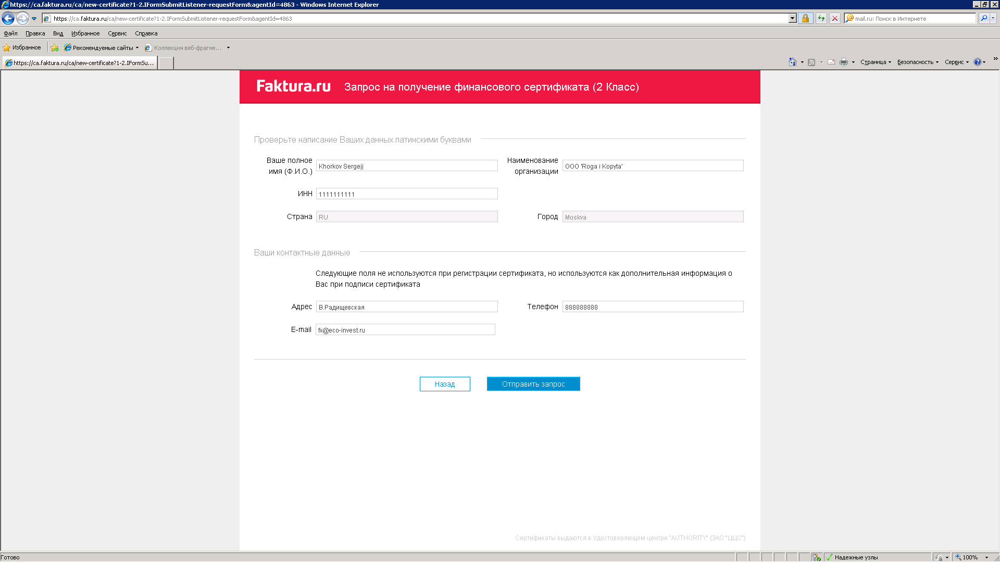 https://ca.faktura.ru/ca/new-certificate?1-2.IFormSubmitListener-requestForm&agentId=4863 - Windows Internet Explorer
https://ca.faktura.ru/ca/new-certificate?1-2.IFormSubmitListener-requestForm&agentId=4863
mail.ru: Поиск в Интернете
Файл Правка Вид Избранное Сервис Справка
Избранное Рекомендуемые сайты Коллекция веб-фрагме...
https://ca.faktura.ru/ca/new-certificate?1-2.IFormSu...
Страница Безопасность Сервис
Faktura.ru Запрос на получение финансового сертификата (2 Класс)
Проверьте написание Ваших данных латинскими буквами
Ваше полное
имя (Ф.И.О.) Khorkov Sergejj
Наименование
организации OOO 'Roga i Kopyta'
ИНН 1111111111
Страна RU
Город Moskva
Ваши контактные данные
Следующие поля не используются при регистрации сертификата, но используются как дополнительная информация о
Вас при подписи сертификата
Адрес В.Радищевская
Телефон 888888888
E-mail fx@eco-invest.ru
Назад Отправить запрос
Сертификаты выдаются в Удостоверяющем центре "AUTHORITY" (ЗАО "ЦЦС")
Готово Надежные узлы 100%